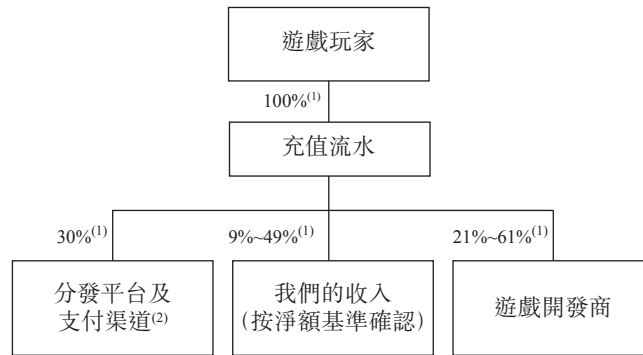 遊戲玩家
100%(1)
充值流水
30%(1)
9%~49%(1)
21%~61%(1)
分發平台及
支付渠道(2)
我們的收入
(按淨額基準確認)
遊戲開發商